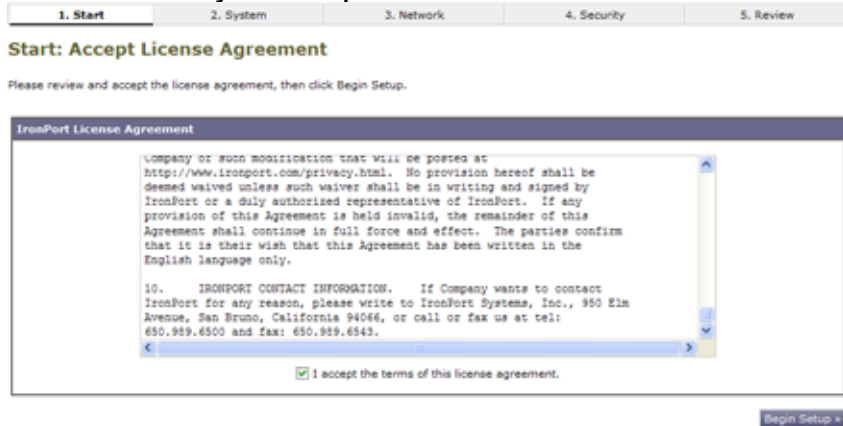 1. Start 2. System 3. Network 4. Security 5. Review
Start: Accept License Agreement
Please review and accept the license agreement, then click Begin Setup.
IronPort License Agreement
Company of such modification that will be posted at
http://www.ironport.com/privacy.html. No provision hereof shall be
deemed waived unless such waiver shall be in writing and signed by
IronPort or a duly authorized representative of IronPort. If any
provision of this Agreement is held invalid, the remainder of this
Agreement shall continue in full force and effect. The parties confirm
that it is their wish that this Agreement has been written in the
English language only.
10. IRONPORT CONTACT INFORMATION. If Company wants to contact
IronPort for any reason, please write to IronPort Systems, Inc., 950 Elm
Avenue, San Bruno, California 94066, or call or fax us at tel:
650.989.6500 and fax: 650.989.6543.
I accept the terms of this license agreement.
Begin Setup »